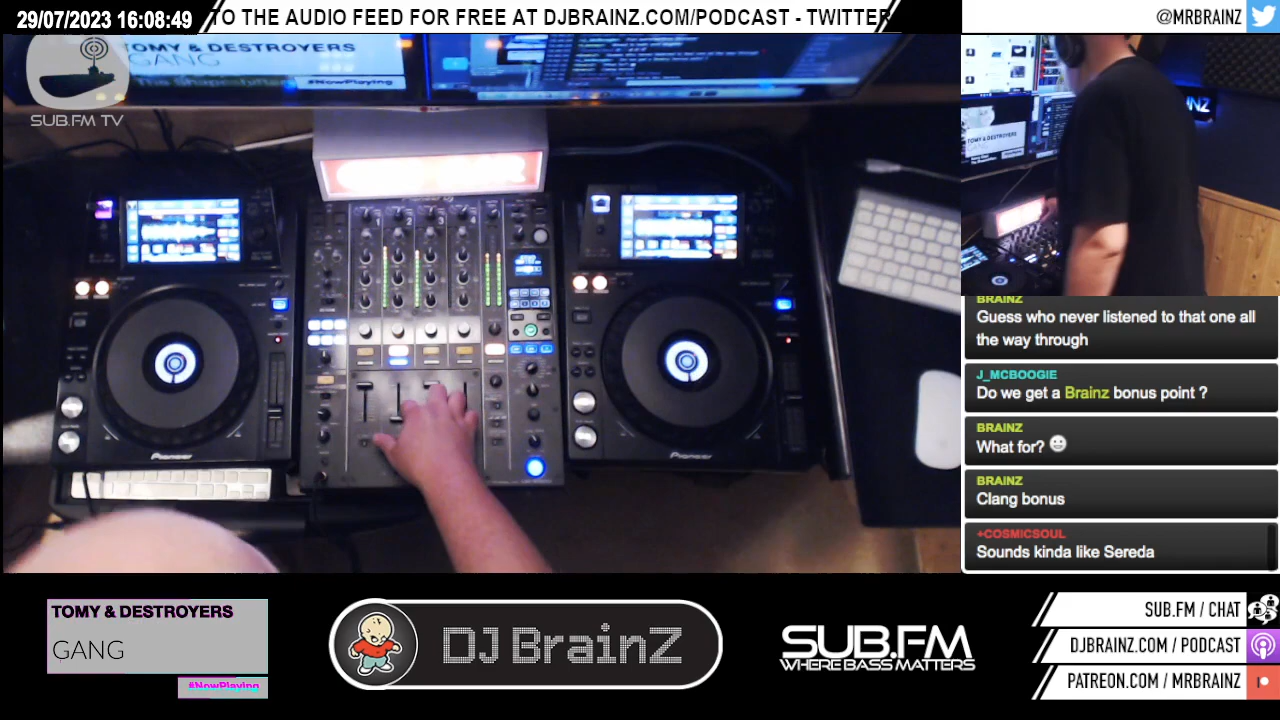 29/07/2023 16:08:49
TO THE AUDIO FEED FOR FREE AT DJBRAINZ.COM/PODCAST - TWITTER
@MRBRAINZ
TOMY & DESTROYERS
GANG
#NowPlaying
SUB.FM TV
TOMY & DESTROYERS
Pioneer
Pioneer
BRAINZ
Guess who never listened to that one all
the way through
J_MCBOOGIE
Do we get a Brainz bonus point ?
BRAINZ
What for?
BRAINZ
Clang bonus
+COSMICSOUL
Sounds kinda like Sereda
TOMY & DESTROYERS
GANG
#NowPlaying
DJ BrainZ
SUB.FM
WHERE BASS MATTERS
SUB.FM / CHAT
DJBRAINZ.COM / PODCAST
PATREON.COM / MRBRAINZ